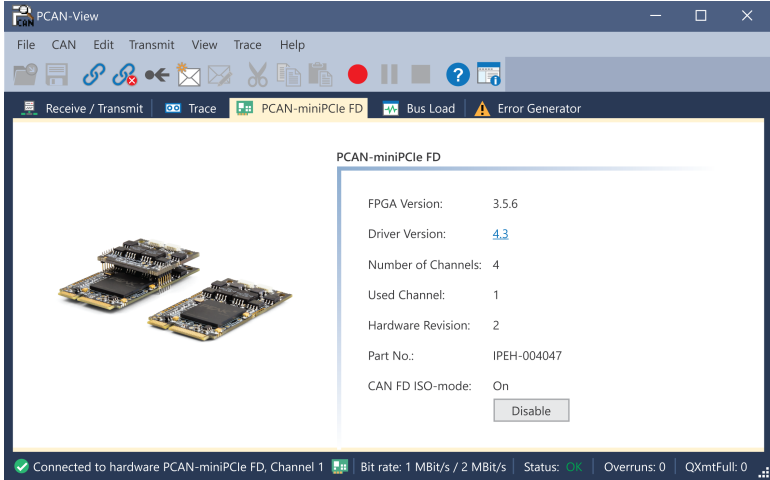 PCAN-View
File CAN Edit Transmit View Trace Help
Receive / Transmit Trace PCAN-miniPCIe FD Bus Load Error Generator
PCAN-miniPCIe FD
FPGA Version: 3.5.6
Driver Version: 4.3
Number of Channels: 4
Used Channel: 1
Hardware Revision: 2
Part No.: IPEH-004047
CAN FD ISO-mode: On
Disable
Connected to hardware PCAN-miniPCIe FD, Channel 1 Bit rate: 1 MBit/s / 2 MBit/s Status: OK Overruns: 0 QXmtFull: 0